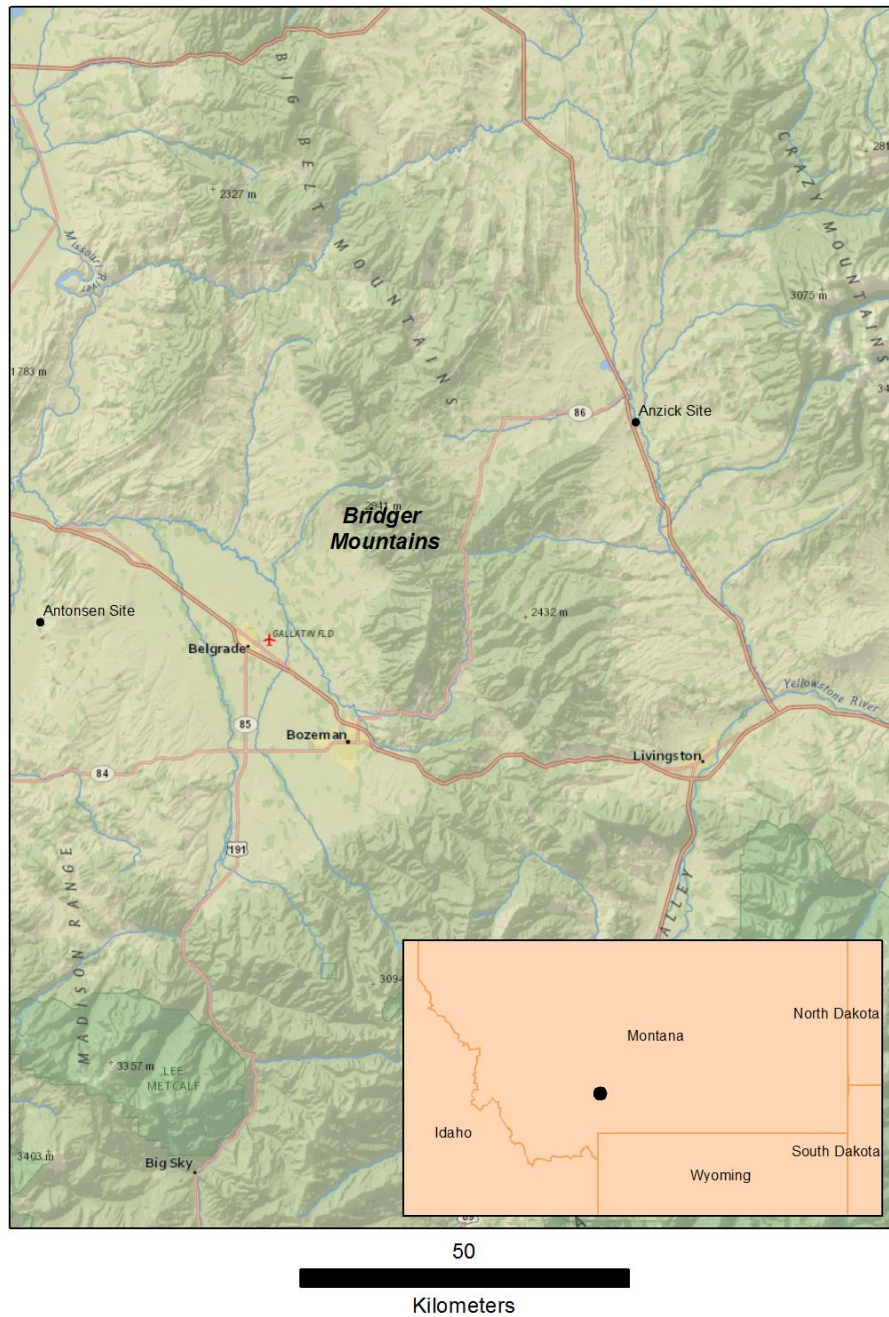 BIG BELT MOUNTAINS
CRAZY MOUNTAINS
2327 m
Missouri River
3075 m
1783 m
86
Anzick Site
2941 m
Bridger
Mountains
Antonsen Site
2432 m
GALLATIN FLD
Belgrade
Yellowstone River
85
Bozeman
Livingston
84
191
MADISON RANGE
ALLEY
3357 m
LEE
METCALF
3403 m
Big Sky
Montana
North Dakota
Idaho
South Dakota
Wyoming
50
Kilometers